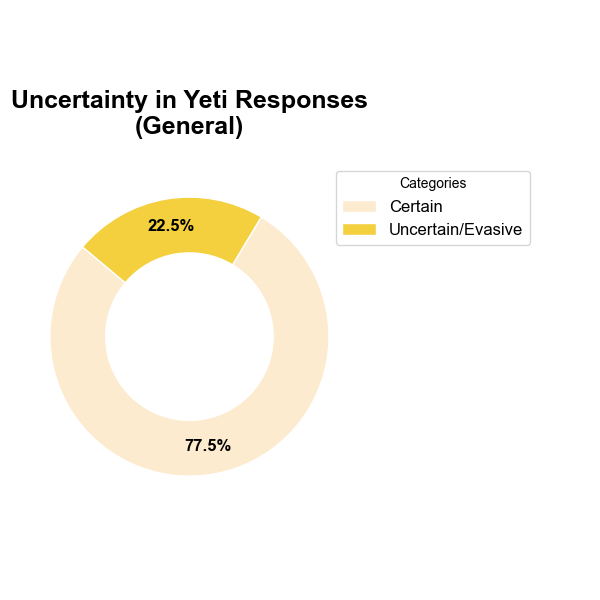 Uncertainty in Yeti Responses
(General)
Categories
Certain
Uncertain/Evasive
22.5%
77.5%